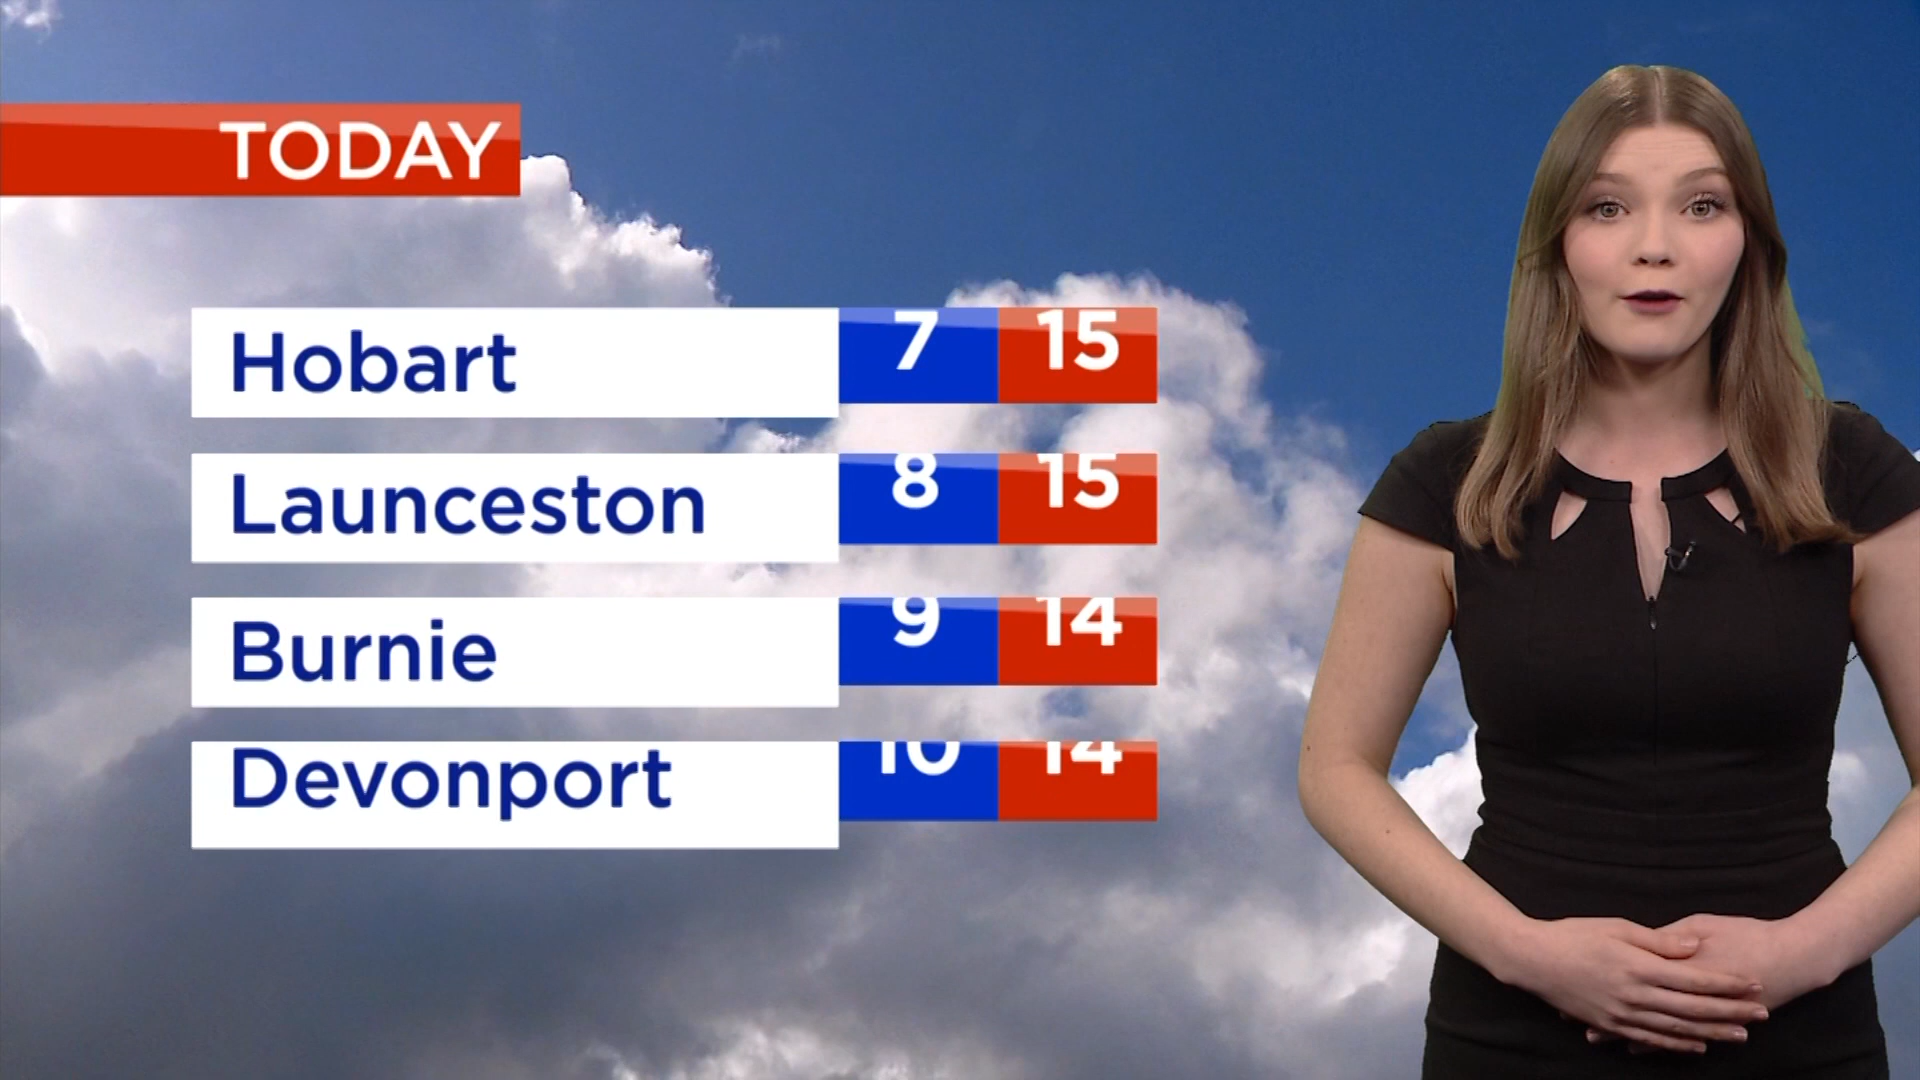 TODAY
Hobart 7 15
Launceston 8 15
Burnie 9 14
Devonport 10 14